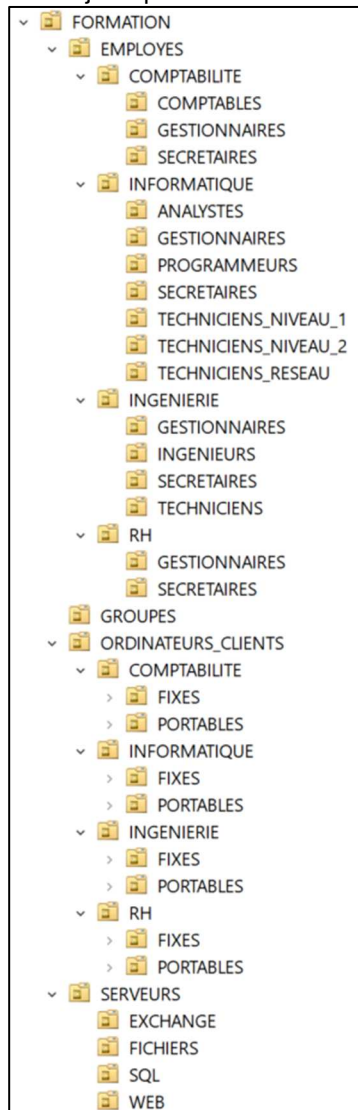 FORMATION
EMPLOYES
COMPTABILITE
COMPTABLES
GESTIONNAIRES
SECRETAIRES
INFORMATIQUE
ANALYSTES
GESTIONNAIRES
PROGRAMMEURS
SECRETAIRES
TECHNICIENS_NIVEAU_1
TECHNICIENS_NIVEAU_2
TECHNICIENS_RESEAU
INGENIERIE
GESTIONNAIRES
INGENIEURS
SECRETAIRES
TECHNICIENS
RH
GESTIONNAIRES
SECRETAIRES
GROUPES
ORDINATEURS_CLIENTS
COMPTABILITE
FIXES
PORTABLES
INFORMATIQUE
FIXES
PORTABLES
INGENIERIE
FIXES
PORTABLES
RH
FIXES
PORTABLES
SERVEURS
EXCHANGE
FICHIERS
SQL
WEB